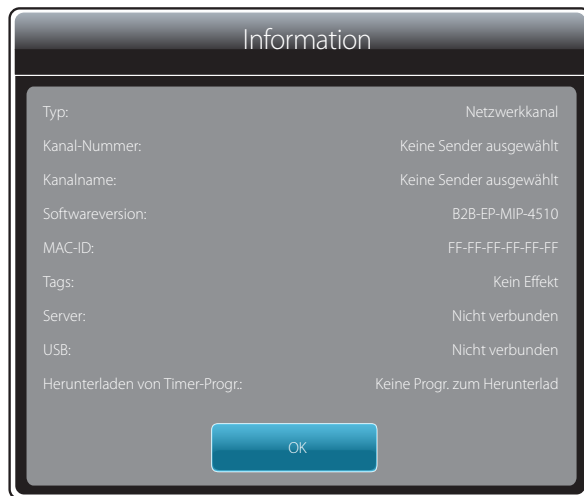 Information
Typ: Netzwerkkanal
Kanal-Nummer: Keine Sender ausgewählt
Kanalname: Keine Sender ausgewählt
Softwareversion: B2B-EP-MIP-4510
MAC-ID: FF-FF-FF-FF-FF-FF
Tags: Kein Effekt
Server: Nicht verbunden
USB: Nicht verbunden
Herunterladen von Timer-Progr.: Keine Progr. zum Herunterlad
OK